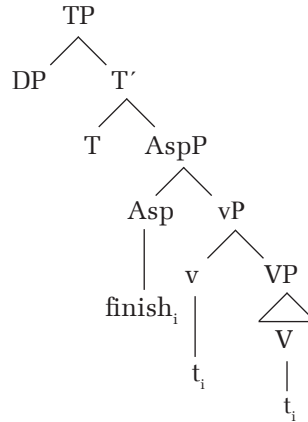 TP
DP T´
T AspP
Asp vP
finishᵢ v VP
V
tᵢ
tᵢ